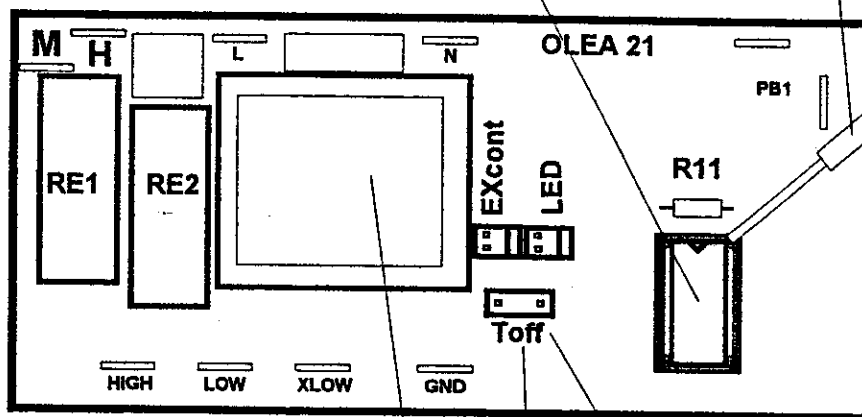 M
H
L
N
OLEA 21
PB1
RE1
RE2
EXcont
LED
R11
Toff
HIGH
LOW
XLOW
GND